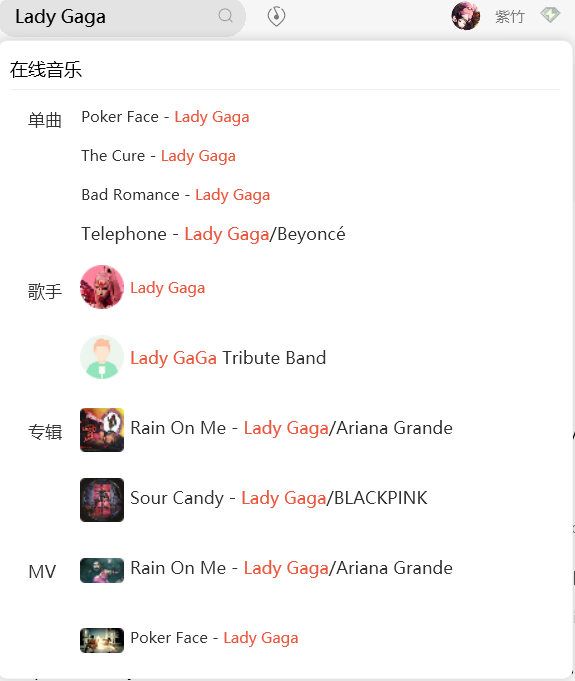 Lady Gaga
紫竹
在线音乐
单曲
Poker Face - Lady Gaga
The Cure - Lady Gaga
Bad Romance - Lady Gaga
Telephone - Lady Gaga/Beyoncé
歌手
Lady Gaga
Lady GaGa Tribute Band
专辑
Rain On Me - Lady Gaga/Ariana Grande
Sour Candy - Lady Gaga/BLACKPINK
MV
Rain On Me - Lady Gaga/Ariana Grande
Poker Face - Lady Gaga